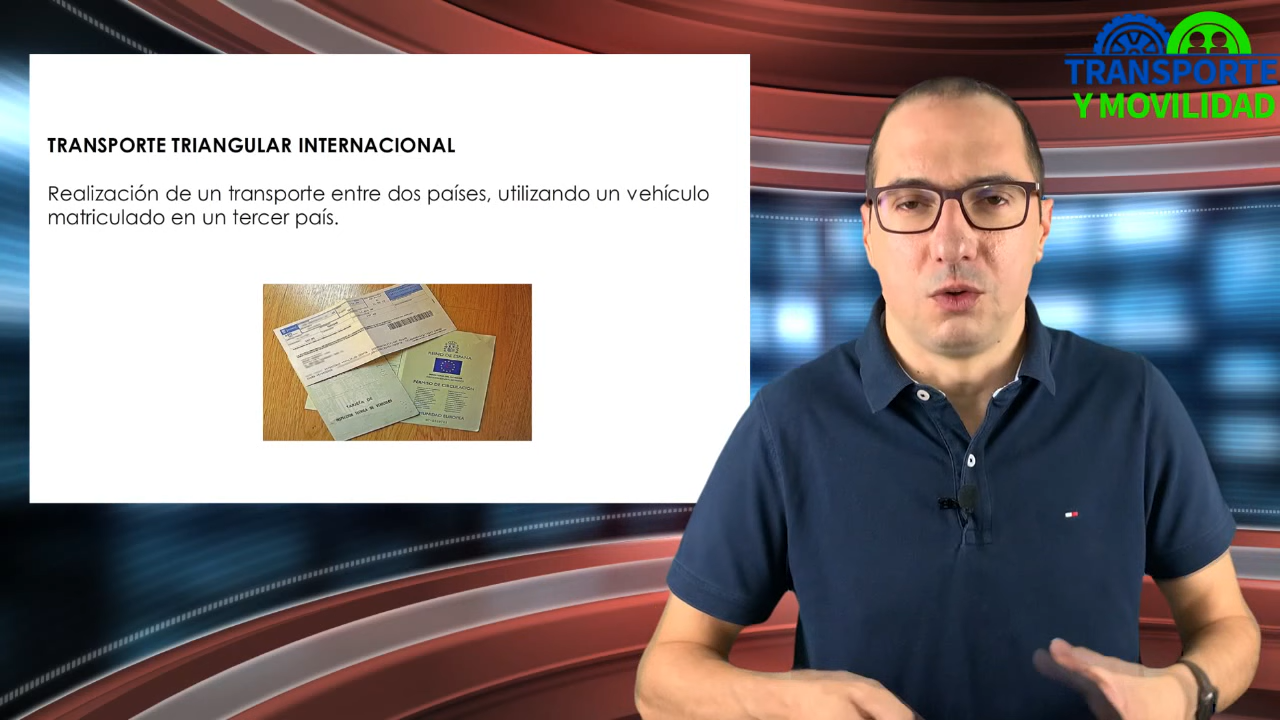 TRANSPORTE
Y MOVILIDAD
TRANSPORTE TRIANGULAR INTERNACIONAL
Realización de un transporte entre dos países, utilizando un vehículo
matriculado en un tercer país.
PERMISO DE CIRCULACIÓN